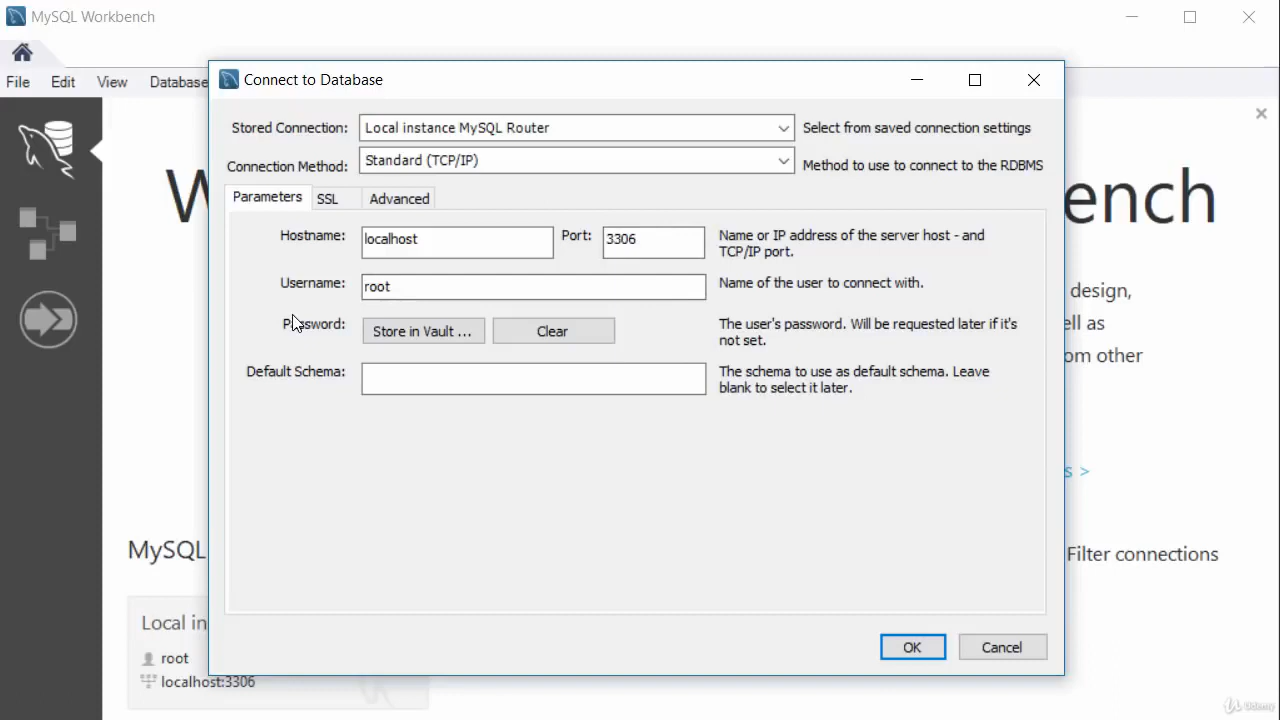 MySQL Workbench
File Edit View Database
Connect to Database
Stored Connection: Local instance MySQL Router Select from saved connection settings
Connection Method: Standard (TCP/IP) Method to use to connect to the RDBMS
Parameters SSL Advanced
Hostname: localhost Port: 3306 Name or IP address of the server host - and
TCP/IP port.
Username: root Name of the user to connect with.
Password: Store in Vault ... Clear The user's password. Will be requested later if it's
not set.
Default Schema: The schema to use as default schema. Leave
blank to select it later.
OK Cancel
W
ench
design,
ll as
om other
s >
MySQL
Filter connections
Local in
root
localhost:3306
Udemy